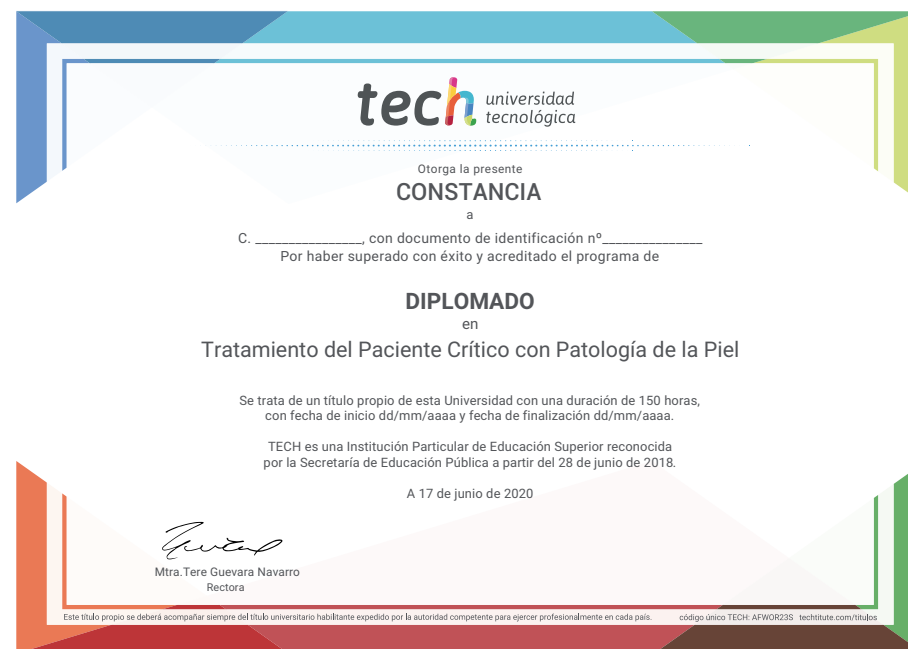 tech universidad
tecnológica
Otorga la presente
CONSTANCIA
a
C. ________________, con documento de identificación nº_______________
Por haber superado con éxito y acreditado el programa de
DIPLOMADO
en
Tratamiento del Paciente Crítico con Patología de la Piel
Se trata de un título propio de esta Universidad con una duración de 150 horas,
con fecha de inicio dd/mm/aaaa y fecha de finalización dd/mm/aaaa.
TECH es una Institución Particular de Educación Superior reconocida
por la Secretaría de Educación Pública a partir del 28 de junio de 2018.
A 17 de junio de 2020
Mtra.Tere Guevara Navarro
Rectora
Este título propio se deberá acompañar siempre del título universitario habilitante expedido por la autoridad competente para ejercer profesionalmente en cada país. código único TECH: AFWOR23S techtitute.com/titulos